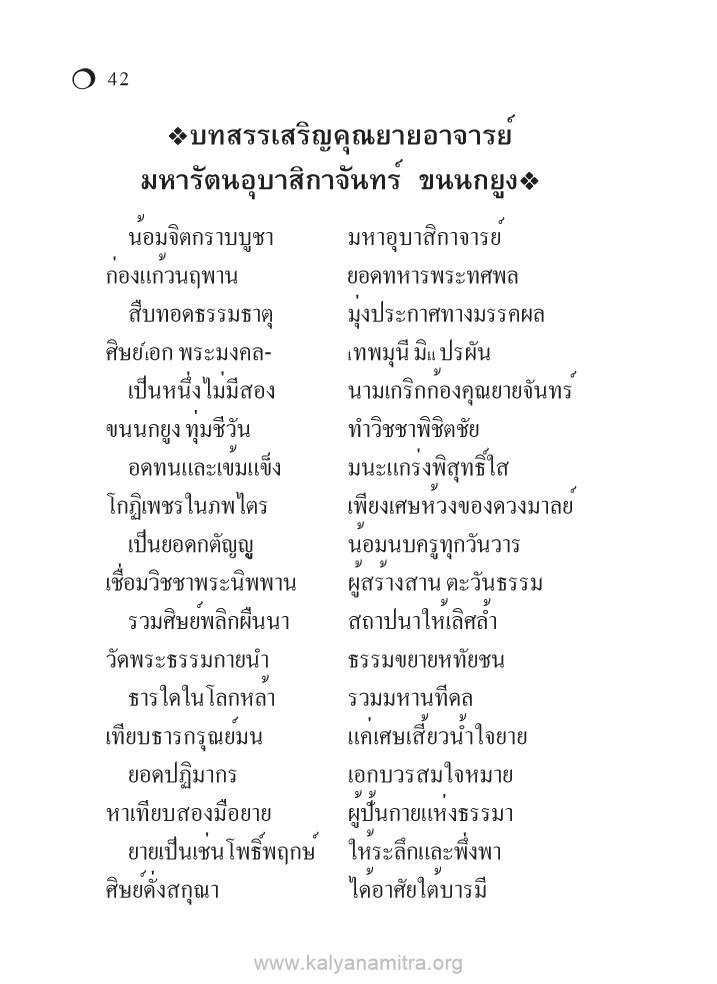 42
❖บทสรรเสริญคุณยายอาจารย์
มหารัตนอุบาสิกาจันทร์ ขนนกยูง❖
น้อมจิตกราบบูชา มหาอุบาสิกาจารย์
ก่องแก้วนฤพาน ยอดทหารพระทศพล
สืบทอดธรรมธาตุ มุ่งประกาศทางมรรคผล
ศิษย์เอก พระมงคล- เทพมุนี มิแปรผัน
เป็นหนึ่งไม่มีสอง นามเกริกก้องคุณยายจันทร์
ขนนกยูง ทุ่มชีวัน ทำวิชชาพิชิตชัย
อดทนและเข้มแข็ง มนะแกร่งพิสุทธิ์ใส
โกฏิเพชรในภพไตร เพียงเศษห้วงของดวงมาลย์
เป็นยอดกตัญญู น้อมนบครูทุกวันวาร
เชื่อมวิชชาพระนิพพาน ผู้สร้างสาน ตะวันธรรม
รวมศิษย์พลิกผืนนา สถาปนาให้เลิศล้ำ
วัดพระธรรมกายนำ ธรรมขยายหทัยชน
ธารใดในโลกหล้า รวมมหานทีดล
เทียบธารกรุณย์มน แค่เศษเสี้ยวน้ำใจยาย
ยอดปฏิมากร เอกบวรสมใจหมาย
หาเทียบสองมือยาย ผู้ปั้นกายแห่งธรรมา
ยายเป็นเช่นโพธิ์พฤกษ์ ให้ระลึกและพึ่งพา
ศิษย์ดั่งสกุณา ได้อาศัยใต้บารมี
www.kalyanamitra.org